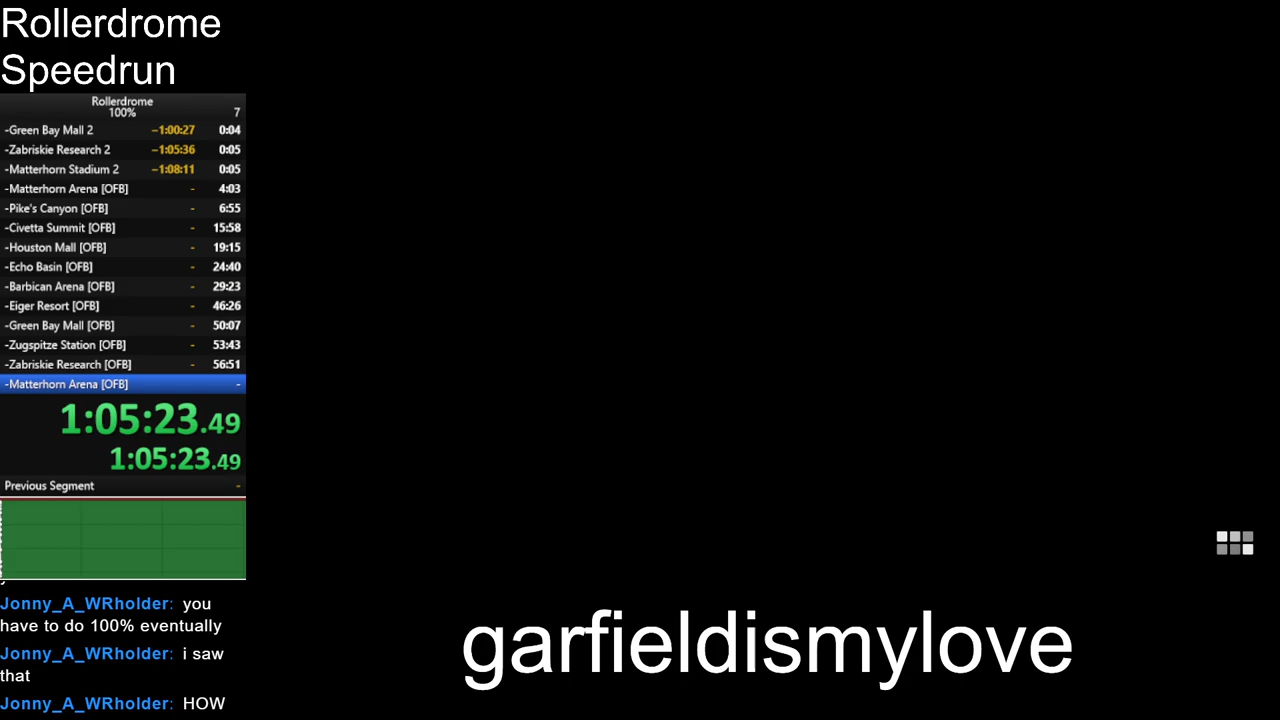 Rollerdrome
Speedrun
Rollerdrome
100% 7
-Green Bay Mall 2 −1:00:27 0:04
-Zabriskie Research 2 −1:05:36 0:05
-Matterhorn Stadium 2 −1:08:11 0:05
-Matterhorn Arena [OFB] - 4:03
-Pike's Canyon [OFB] - 6:55
-Civetta Summit [OFB] - 15:58
-Houston Mall [OFB] - 19:15
-Echo Basin [OFB] - 24:40
-Barbican Arena [OFB] - 29:23
-Eiger Resort [OFB] - 46:26
-Green Bay Mall [OFB] - 50:07
-Zugspitze Station [OFB] - 53:43
-Zabriskie Research [OFB] - 56:51
-Matterhorn Arena [OFB] -
1:05:23.49
1:05:23.49
Previous Segment -
Jonny_A_WRholder: you
have to do 100% eventually
Jonny_A_WRholder: i saw
that
Jonny_A_WRholder: HOW
garfieldismylove